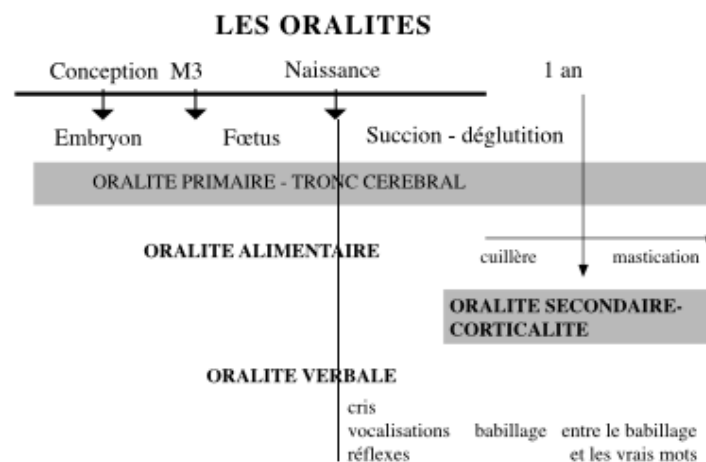 LES ORALITES
Conception M3 Naissance 1 an
Embryon Fœtus Succion - déglutition
ORALITE PRIMAIRE - TRONC CEREBRAL
ORALITE ALIMENTAIRE
cuillère mastication
ORALITE SECONDAIRE-
CORTICALITE
ORALITE VERBALE
cris
vocalisations babillage entre le babillage
réflexes et les vrais mots